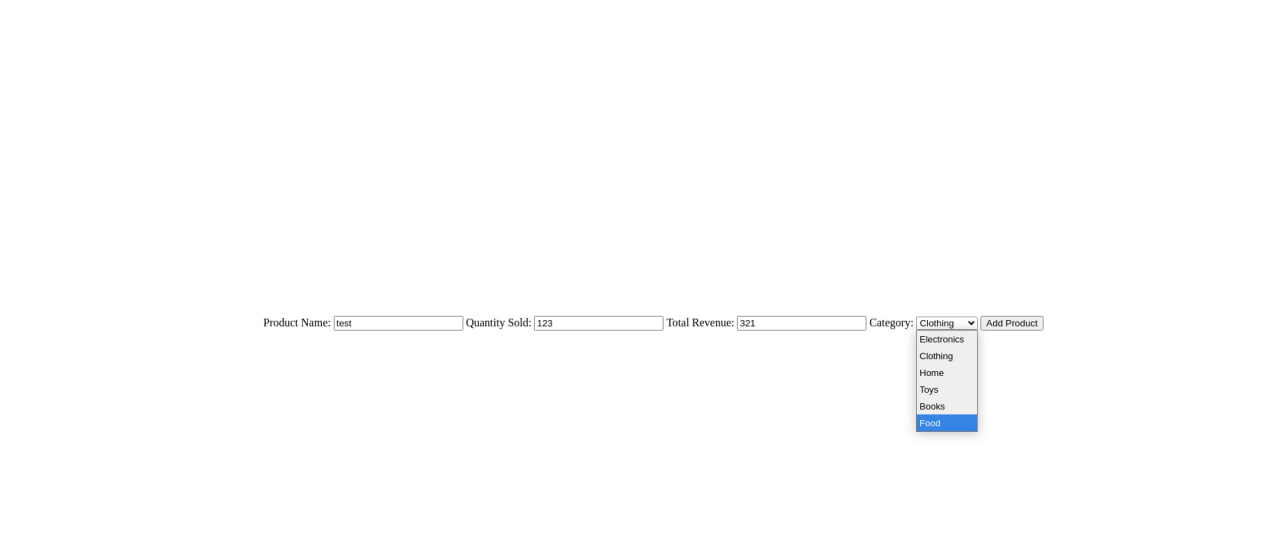 Product Name: test Quantity Sold: 123 Total Revenue: 321 Category: Clothing Add Product
Electronics
Clothing
Home
Toys
Books
Food